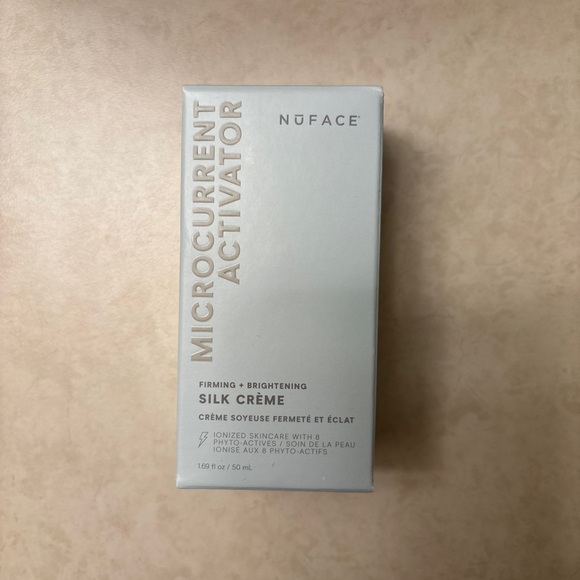 NUFACE®
MICROCURRENT
ACTIVATOR
FIRMING + BRIGHTENING
SILK CRÈME
CRÈME SOYEUSE FERMETÉ ET ÉCLAT
IONIZED SKINCARE WITH 8
PHYTO-ACTIVES / SOIN DE LA PEAU
IONISÉ AUX 8 PHYTO-ACTIFS
1.69 fl oz / 50 mL